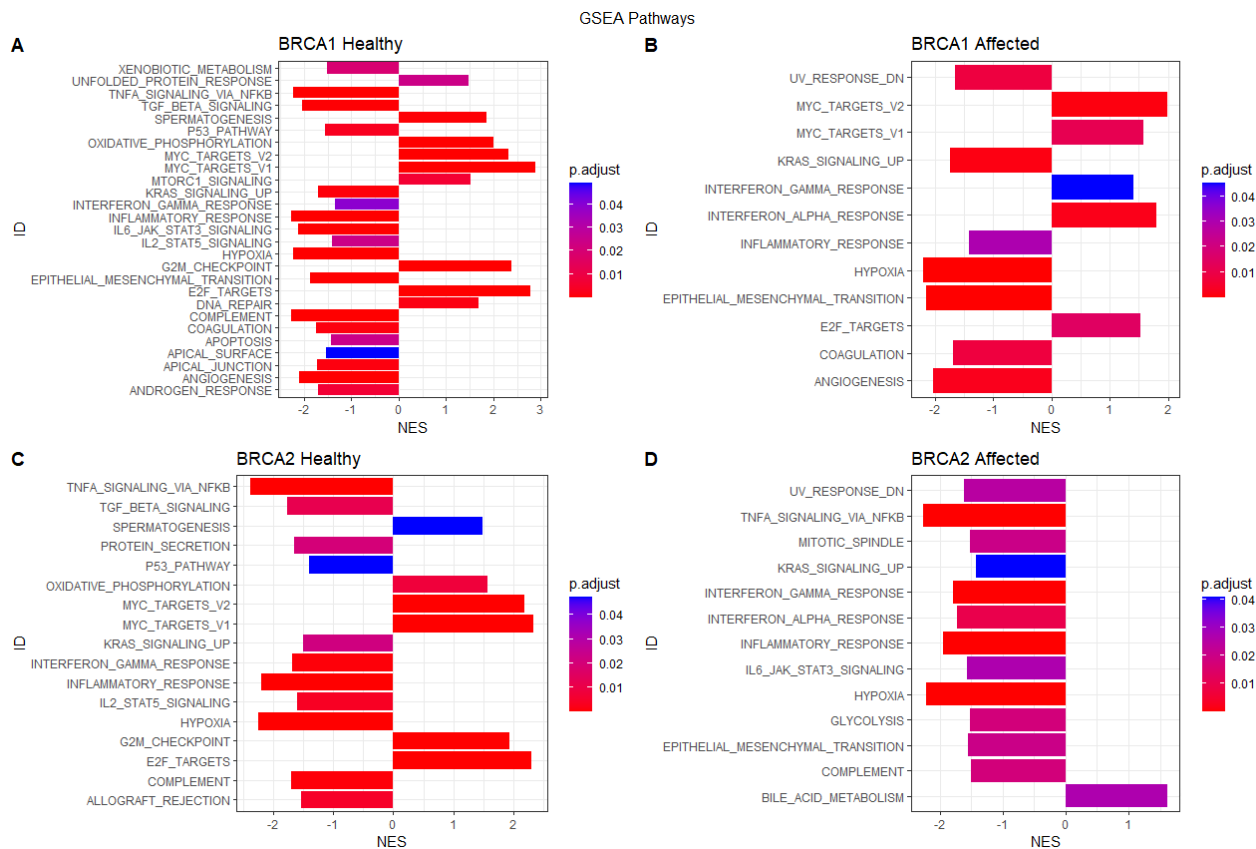 GSEA Pathways
A
BRCA1 Healthy
XENOBIOTIC_METABOLISM
UNFOLDED_PROTEIN_RESPONSE
TNFA_SIGNALING_VIA_NFKB
TGF_BETA_SIGNALING
SPERMATOGENESIS
P53_PATHWAY
OXIDATIVE_PHOSPHORYLATION
MYC_TARGETS_V2
MYC_TARGETS_V1
MTORC1_SIGNALING
KRAS_SIGNALING_UP
INTERFERON_GAMMA_RESPONSE
INFLAMMATORY_RESPONSE
IL6_JAK_STAT3_SIGNALING
IL2_STAT5_SIGNALING
HYPOXIA
G2M_CHECKPOINT
EPITHELIAL_MESENCHYMAL_TRANSITION
E2F_TARGETS
DNA_REPAIR
COMPLEMENT
COAGULATION
APOPTOSIS
APICAL_SURFACE
APICAL_JUNCTION
ANGIOGENESIS
ANDROGEN_RESPONSE
ID
-2 -1 0 1 2 3
NES
p.adjust
0.04
0.03
0.02
0.01
B
BRCA1 Affected
UV_RESPONSE_DN
MYC_TARGETS_V2
MYC_TARGETS_V1
KRAS_SIGNALING_UP
INTERFERON_GAMMA_RESPONSE
INTERFERON_ALPHA_RESPONSE
INFLAMMATORY_RESPONSE
HYPOXIA
EPITHELIAL_MESENCHYMAL_TRANSITION
E2F_TARGETS
COAGULATION
ANGIOGENESIS
ID
-2 -1 0 1 2
NES
p.adjust
0.04
0.03
0.02
0.01
C
BRCA2 Healthy
TNFA_SIGNALING_VIA_NFKB
TGF_BETA_SIGNALING
SPERMATOGENESIS
PROTEIN_SECRETION
P53_PATHWAY
OXIDATIVE_PHOSPHORYLATION
MYC_TARGETS_V2
MYC_TARGETS_V1
KRAS_SIGNALING_UP
INTERFERON_GAMMA_RESPONSE
INFLAMMATORY_RESPONSE
IL2_STAT5_SIGNALING
HYPOXIA
G2M_CHECKPOINT
E2F_TARGETS
COMPLEMENT
ALLOGRAFT_REJECTION
ID
-2 -1 0 1 2
NES
p.adjust
0.04
0.03
0.02
0.01
D
BRCA2 Affected
UV_RESPONSE_DN
TNFA_SIGNALING_VIA_NFKB
MITOTIC_SPINDLE
KRAS_SIGNALING_UP
INTERFERON_GAMMA_RESPONSE
INTERFERON_ALPHA_RESPONSE
INFLAMMATORY_RESPONSE
IL6_JAK_STAT3_SIGNALING
HYPOXIA
GLYCOLYSIS
EPITHELIAL_MESENCHYMAL_TRANSITION
COMPLEMENT
BILE_ACID_METABOLISM
ID
-2 -1 0 1
NES
p.adjust
0.04
0.03
0.02
0.01